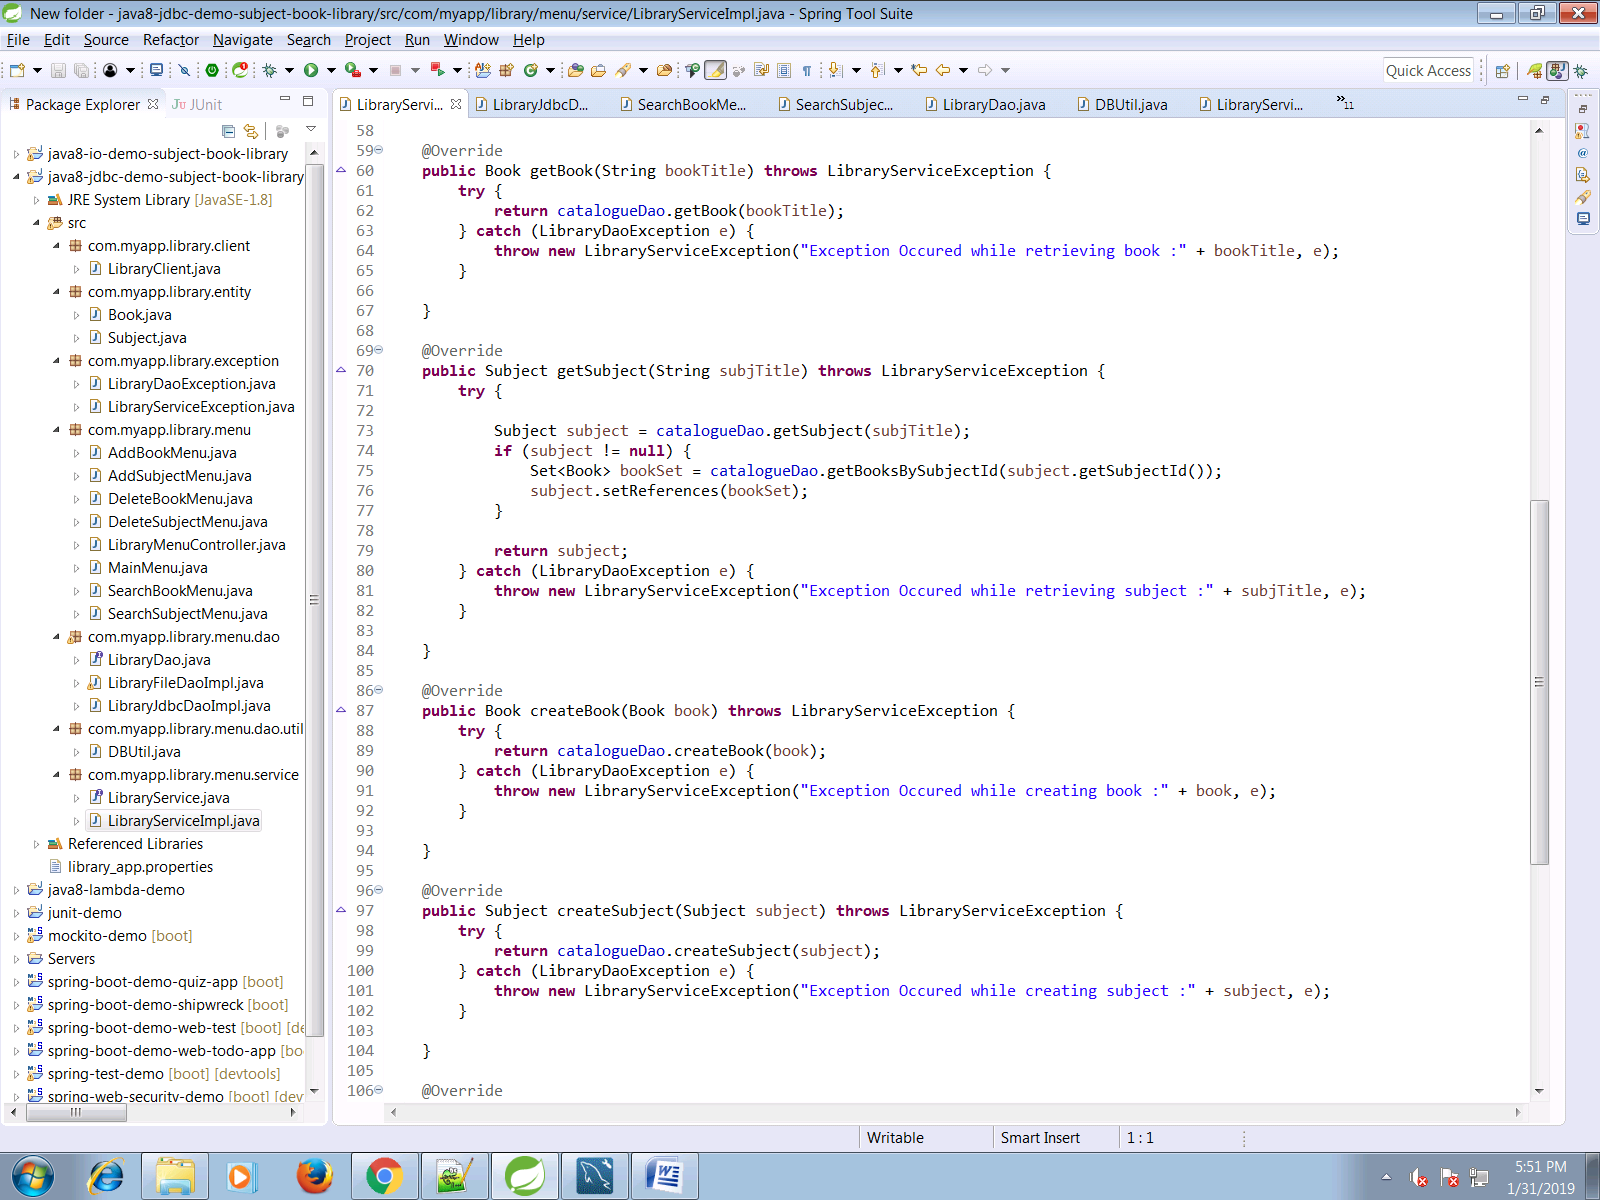 New folder - java8-jdbc-demo-subject-book-library/src/com/myapp/library/menu/service/LibraryServiceImpl.java - Spring Tool Suite
File Edit Source Refactor Navigate Search Project Run Window Help
Quick Access
Package Explorer
JUnit
LibraryServi...
LibraryJdbcD...
SearchBookMe...
SearchSubjec...
LibraryDao.java
DBUtil.java
LibraryServi...
»11
java8-io-demo-subject-book-library
java8-jdbc-demo-subject-book-library
JRE System Library [JavaSE-1.8]
src
com.myapp.library.client
LibraryClient.java
com.myapp.library.entity
Book.java
Subject.java
com.myapp.library.exception
LibraryDaoException.java
LibraryServiceException.java
com.myapp.library.menu
AddBookMenu.java
AddSubjectMenu.java
DeleteBookMenu.java
DeleteSubjectMenu.java
LibraryMenuController.java
MainMenu.java
SearchBookMenu.java
SearchSubjectMenu.java
com.myapp.library.menu.dao
LibraryDao.java
LibraryFileDaoImpl.java
LibraryJdbcDaoImpl.java
com.myapp.library.menu.dao.util
DBUtil.java
com.myapp.library.menu.service
LibraryService.java
LibraryServiceImpl.java
Referenced Libraries
library_app.properties
java8-lambda-demo
junit-demo
mockito-demo [boot]
Servers
spring-boot-demo-quiz-app [boot]
spring-boot-demo-shipwreck [boot]
spring-boot-demo-web-test [boot] [de
spring-boot-demo-web-todo-app [bo
spring-test-demo [boot] [devtools]
spring-web-security-demo [boot] [dev
58
59 @Override
60 public Book getBook(String bookTitle) throws LibraryServiceException {
61 try {
62 return catalogueDao.getBook(bookTitle);
63 } catch (LibraryDaoException e) {
64 throw new LibraryServiceException("Exception Occured while retrieving book :" + bookTitle, e);
65 }
66
67 }
68
69 @Override
70 public Subject getSubject(String subjTitle) throws LibraryServiceException {
71 try {
72
73 Subject subject = catalogueDao.getSubject(subjTitle);
74 if (subject != null) {
75 Set<Book> bookSet = catalogueDao.getBooksBySubjectId(subject.getSubjectId());
76 subject.setReferences(bookSet);
77 }
78
79 return subject;
80 } catch (LibraryDaoException e) {
81 throw new LibraryServiceException("Exception Occured while retrieving subject :" + subjTitle, e);
82 }
83
84 }
85
86 @Override
87 public Book createBook(Book book) throws LibraryServiceException {
88 try {
89 return catalogueDao.createBook(book);
90 } catch (LibraryDaoException e) {
91 throw new LibraryServiceException("Exception Occured while creating book :" + book, e);
92 }
93
94 }
95
96 @Override
97 public Subject createSubject(Subject subject) throws LibraryServiceException {
98 try {
99 return catalogueDao.createSubject(subject);
100 } catch (LibraryDaoException e) {
101 throw new LibraryServiceException("Exception Occured while creating subject :" + subject, e);
102 }
103
104 }
105
106 @Override
Writable
Smart Insert
1 : 1
5:51 PM
1/31/2019